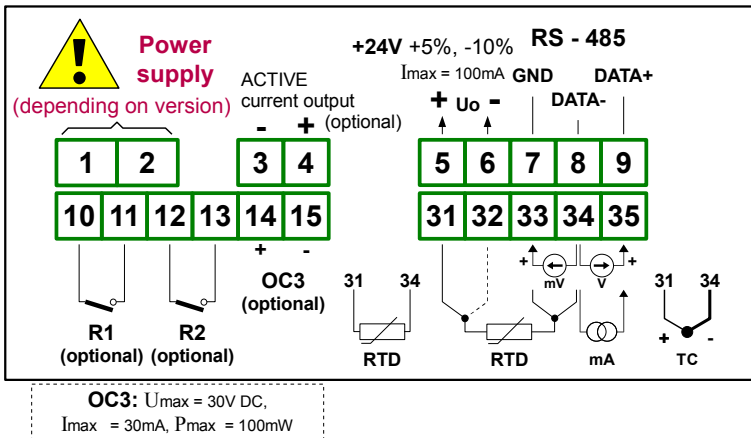 Power
supply
(depending on version)
ACTIVE
current output
(optional)
- +
+24V +5%, -10%
Imax = 100mA
+ Uo -
RS - 485
GND DATA+
DATA-
1 2 3 4 5 6 7 8 9
10 11 12 13 14 15 31 32 33 34 35
+ -
OC3
(optional)
R1
(optional)
R2
(optional)
31 34
RTD
RTD
+ mV
V +
mA
31 34
+ -
TC
OC3: Umax = 30V DC,
Imax = 30mA, Pmax = 100mW